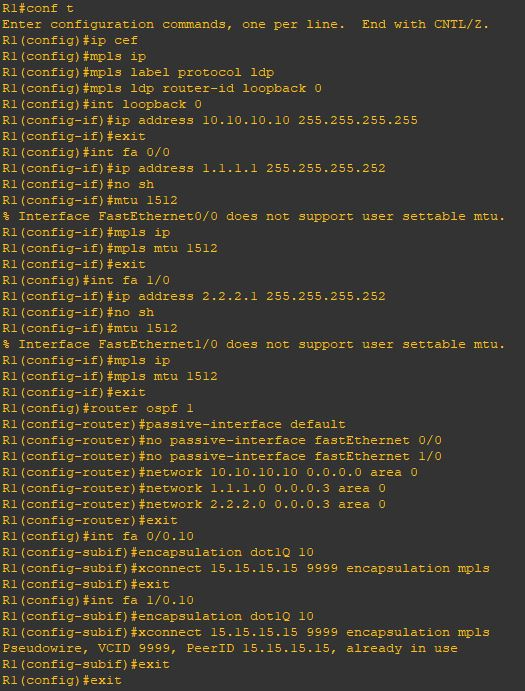 R1#conf t
Enter configuration commands, one per line.  End with CNTL/Z.
R1(config)#ip cef
R1(config)#mpls ip
R1(config)#mpls label protocol ldp
R1(config)#mpls ldp router-id loopback 0
R1(config)#int loopback 0
R1(config-if)#ip address 10.10.10.10 255.255.255.255
R1(config-if)#exit
R1(config)#int fa 0/0
R1(config-if)#ip address 1.1.1.1 255.255.255.252
R1(config-if)#no sh
R1(config-if)#mtu 1512
% Interface FastEthernet0/0 does not support user settable mtu.
R1(config-if)#mpls ip
R1(config-if)#mpls mtu 1512
R1(config-if)#exit
R1(config)#int fa 1/0
R1(config-if)#ip address 2.2.2.1 255.255.255.252
R1(config-if)#no sh
R1(config-if)#mtu 1512
% Interface FastEthernet1/0 does not support user settable mtu.
R1(config-if)#mpls ip
R1(config-if)#mpls mtu 1512
R1(config-if)#exit
R1(config)#router ospf 1
R1(config-router)#passive-interface default
R1(config-router)#no passive-interface fastEthernet 0/0
R1(config-router)#no passive-interface fastEthernet 1/0
R1(config-router)#network 10.10.10.10 0.0.0.0 area 0
R1(config-router)#network 1.1.1.0 0.0.0.3 area 0
R1(config-router)#network 2.2.2.0 0.0.0.3 area 0
R1(config-router)#exit
R1(config)#int fa 0/0.10
R1(config-subif)#encapsulation dot1Q 10
R1(config-subif)#xconnect 15.15.15.15 9999 encapsulation mpls
R1(config-subif)#exit
R1(config)#int fa 1/0.10
R1(config-subif)#encapsulation dot1Q 10
R1(config-subif)#xconnect 15.15.15.15 9999 encapsulation mpls
Pseudowire, VCID 9999, PeerID 15.15.15.15, already in use
R1(config-subif)#exit
R1(config)#exit